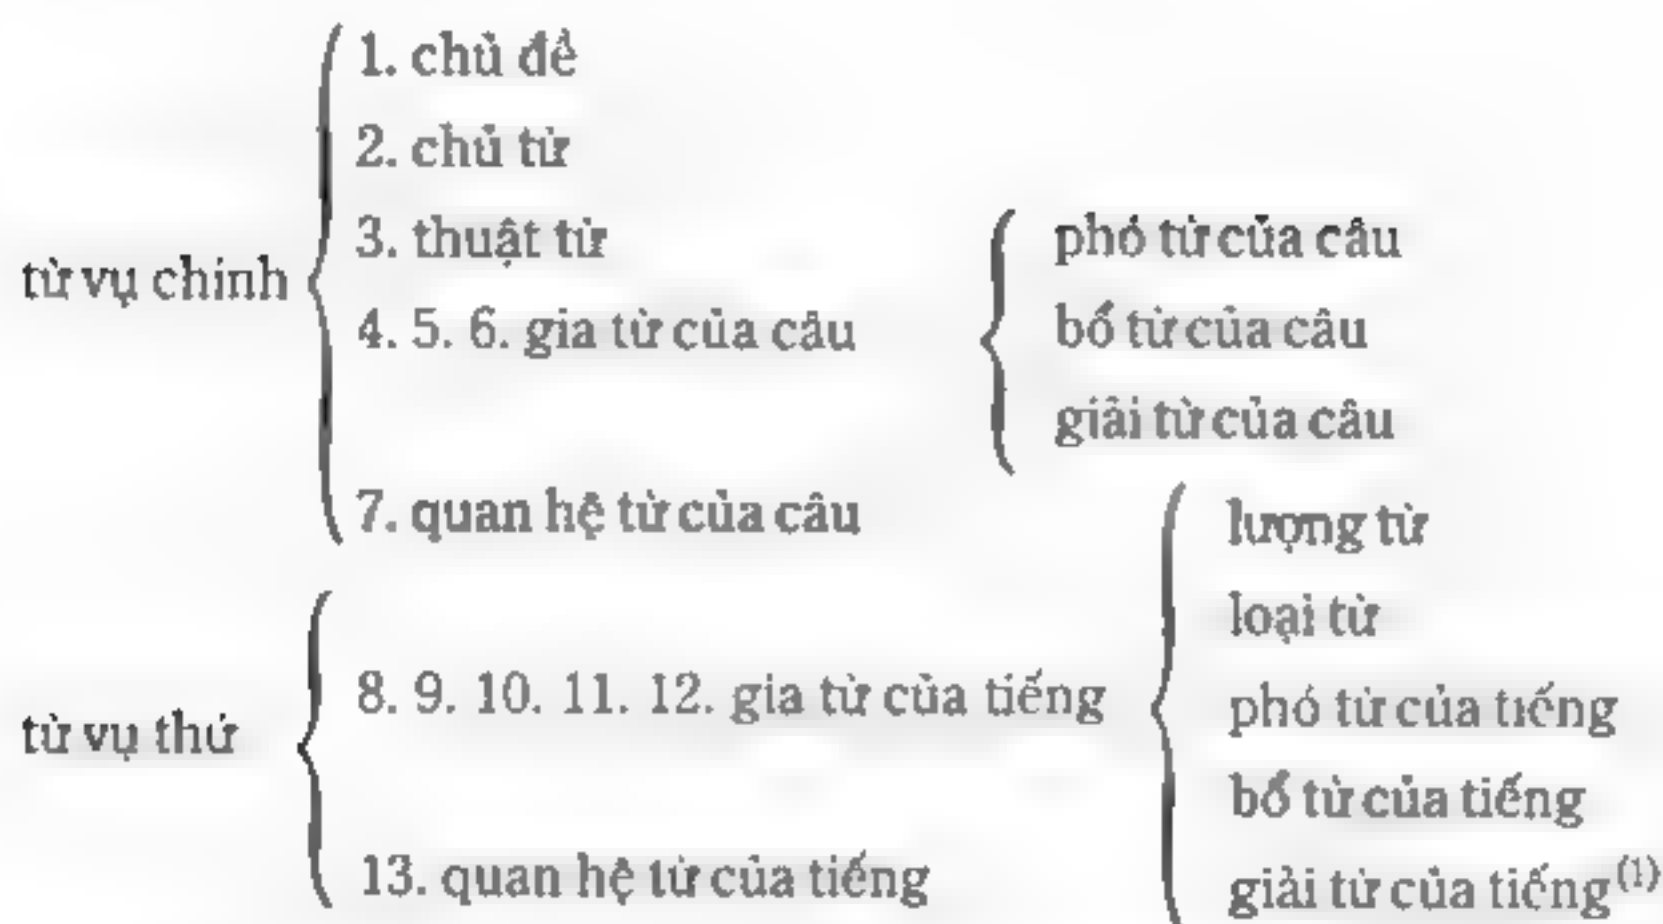 từ vụ chính
1. chủ đề
2. chủ từ
3. thuật từ
4. 5. 6. gia từ của câu
phó từ của câu
bổ từ của câu
giải từ của câu
7. quan hệ từ của câu
từ vụ thứ
8. 9. 10. 11. 12. gia từ của tiếng
lượng từ
loại từ
phó từ của tiếng
bổ từ của tiếng
giải từ của tiếng(1)
13. quan hệ từ của tiếng